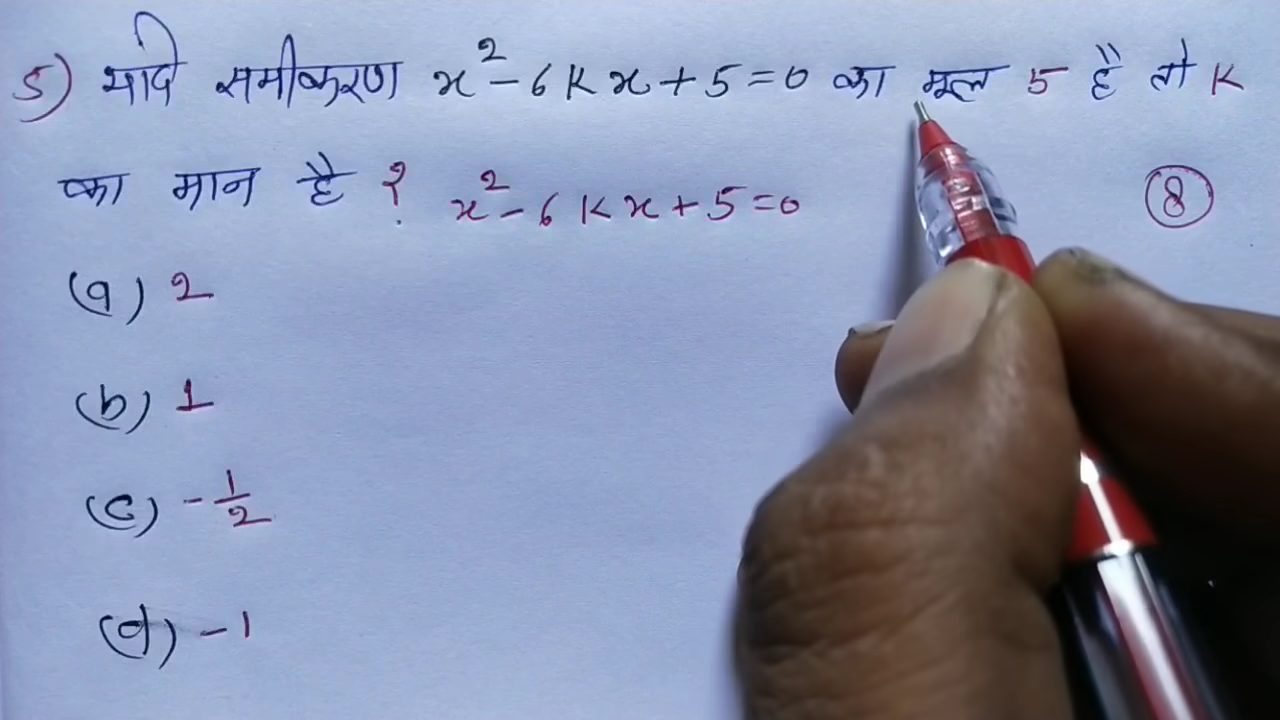 5) यदि समीकरण x² - 6kx + 5 = 0 का मूल 5 है तो K
का मान है ? x² - 6kx + 5 = 0
8
(a) 2
(b) 1
(c) -1/2
(d) -1